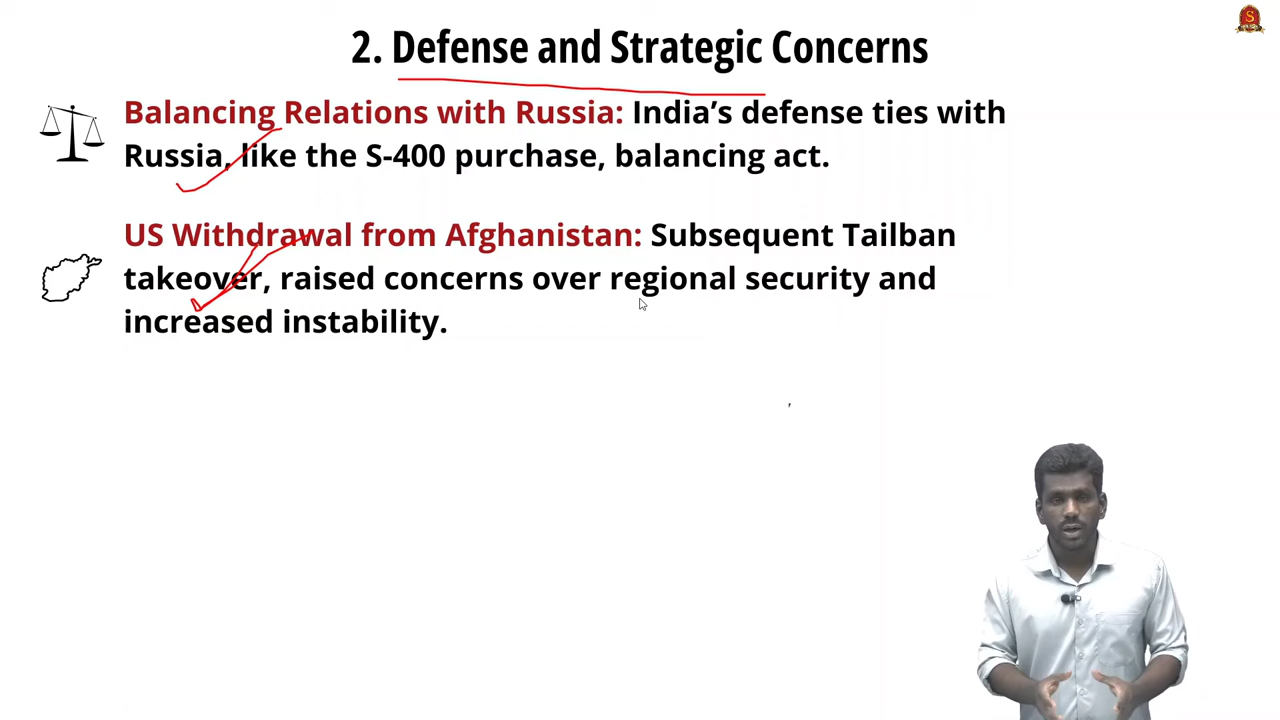 2. Defense and Strategic Concerns
Balancing Relations with Russia: India’s defense ties with
Russia, like the S-400 purchase, balancing act.
US Withdrawal from Afghanistan: Subsequent Tailban
takeover, raised concerns over regional security and
increased instability.